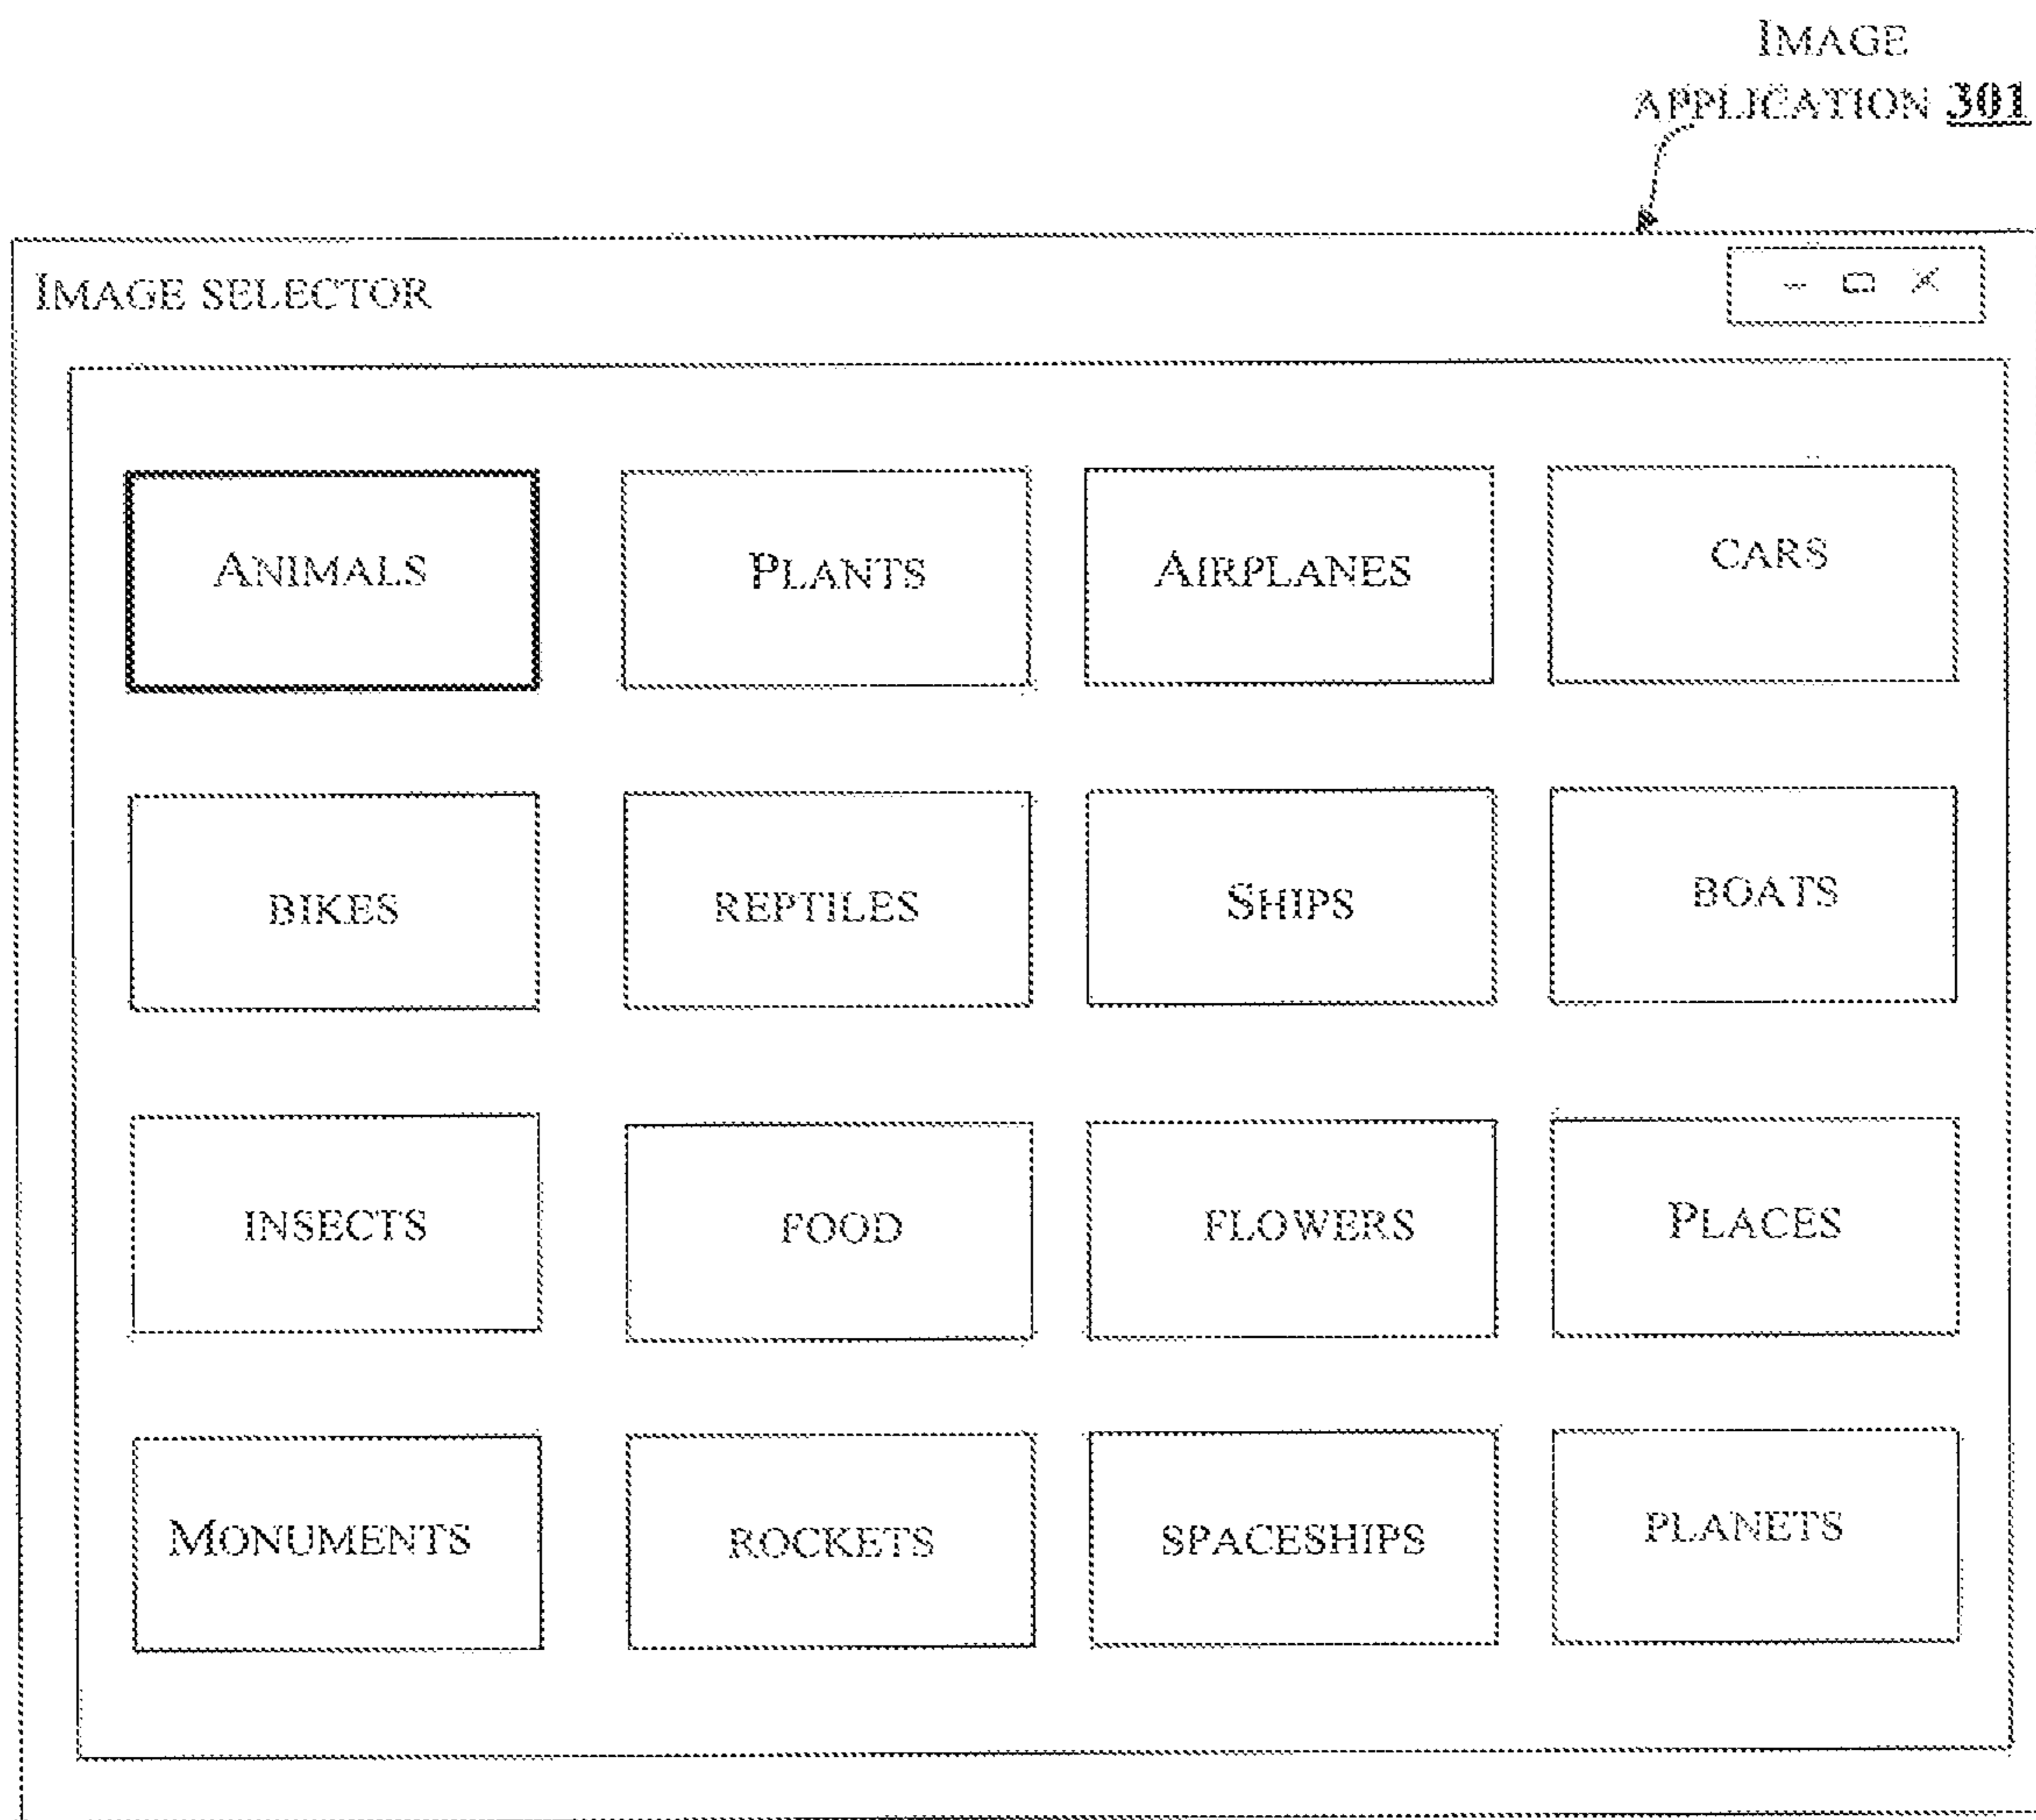 IMAGE
APPLICATION 301
IMAGE SELECTOR
ANIMALS
PLANTS
AIRPLANES
CARS
BIKES
REPTILES
SHIPS
BOATS
INSECTS
FOOD
FLOWERS
PLACES
MONUMENTS
ROCKETS
SPACESHIPS
PLANETS